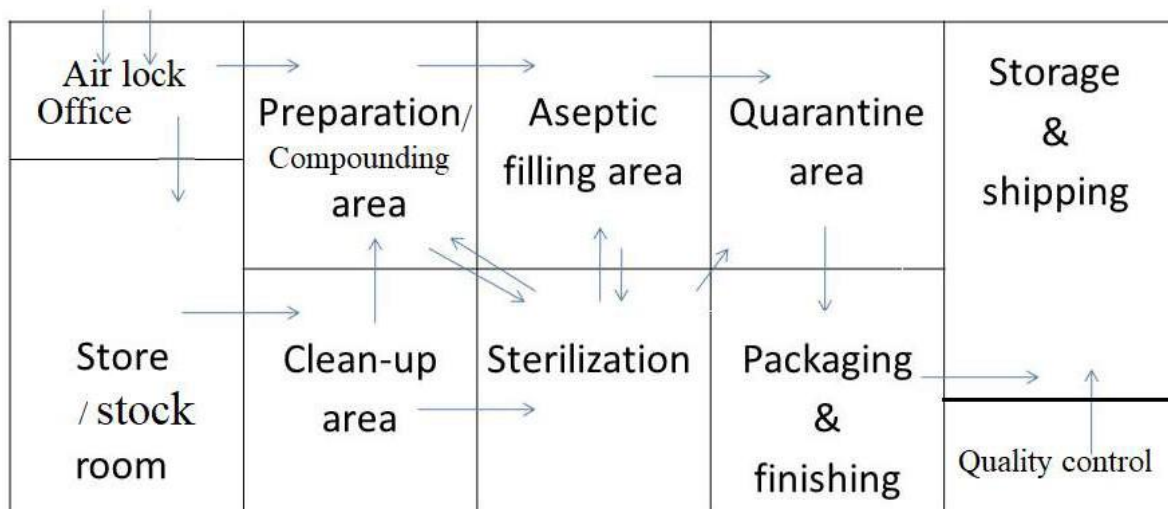 Air lock
Office
Preparation/
Compounding
area
Aseptic
filling area
Quarantine
area
Storage
&
shipping
Store
/ stock
room
Clean-up
area
Sterilization
Packaging
&
finishing
Quality control